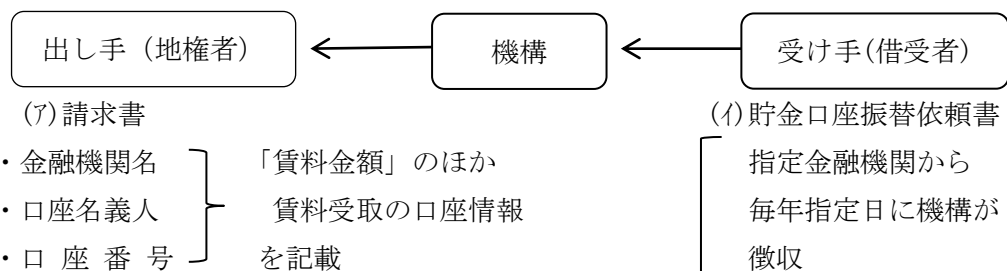 出し手（地権者）
機構
受け手(借受者)
(ｱ)請求書
(ｲ)貯金口座振替依頼書
・金融機関名
・口座名義人
・口 座 番 号
「賃料金額」のほか
賃料受取の口座情報
を記載
指定金融機関から
毎年指定日に機構が
徴収